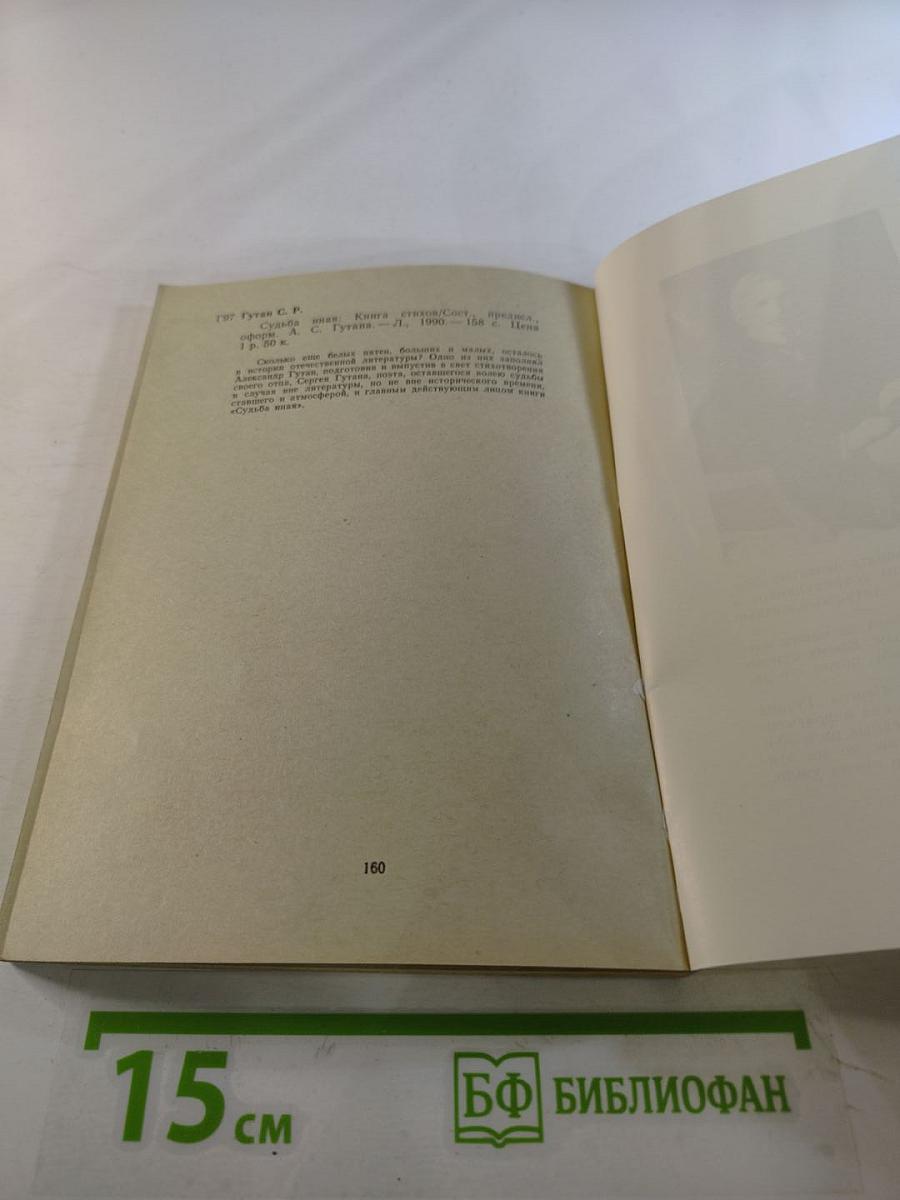 Г97 Гутан С. Р.
Судьба иная: Книга стихов/Сост., предисл.,
оформ. А. С. Гутана. — Л., 1990. — 158 с. Цена
1 р. 50 к.
Сколько еще белых пятен, больших и малых, осталось
в истории отечественной литературы? Одно из них заполнил
Александр Гутан, подготовив и выпустив в свет стихотворения
своего отца, Сергея Гутана, поэта, оставшегося волею судьбы
и случая вне литературы, но не вне исторического времени,
ставшего и атмосферой, и главным действующим лицом книги
«Судьба иная».
160
15 см
БФ БИБЛИОФАН